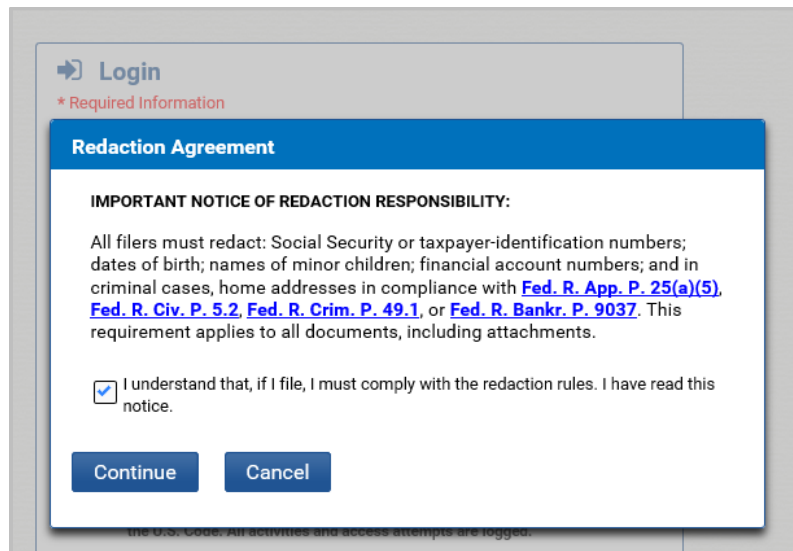 Login
* Required Information
Redaction Agreement
IMPORTANT NOTICE OF REDACTION RESPONSIBILITY:
All filers must redact: Social Security or taxpayer-identification numbers;
dates of birth; names of minor children; financial account numbers; and in
criminal cases, home addresses in compliance with Fed. R. App. P. 25(a)(5),
Fed. R. Civ. P. 5.2, Fed. R. Crim. P. 49.1, or Fed. R. Bankr. P. 9037. This
requirement applies to all documents, including attachments.
I understand that, if I file, I must comply with the redaction rules. I have read this
notice.
Continue Cancel
the U.S. Code. All activities and access attempts are logged.